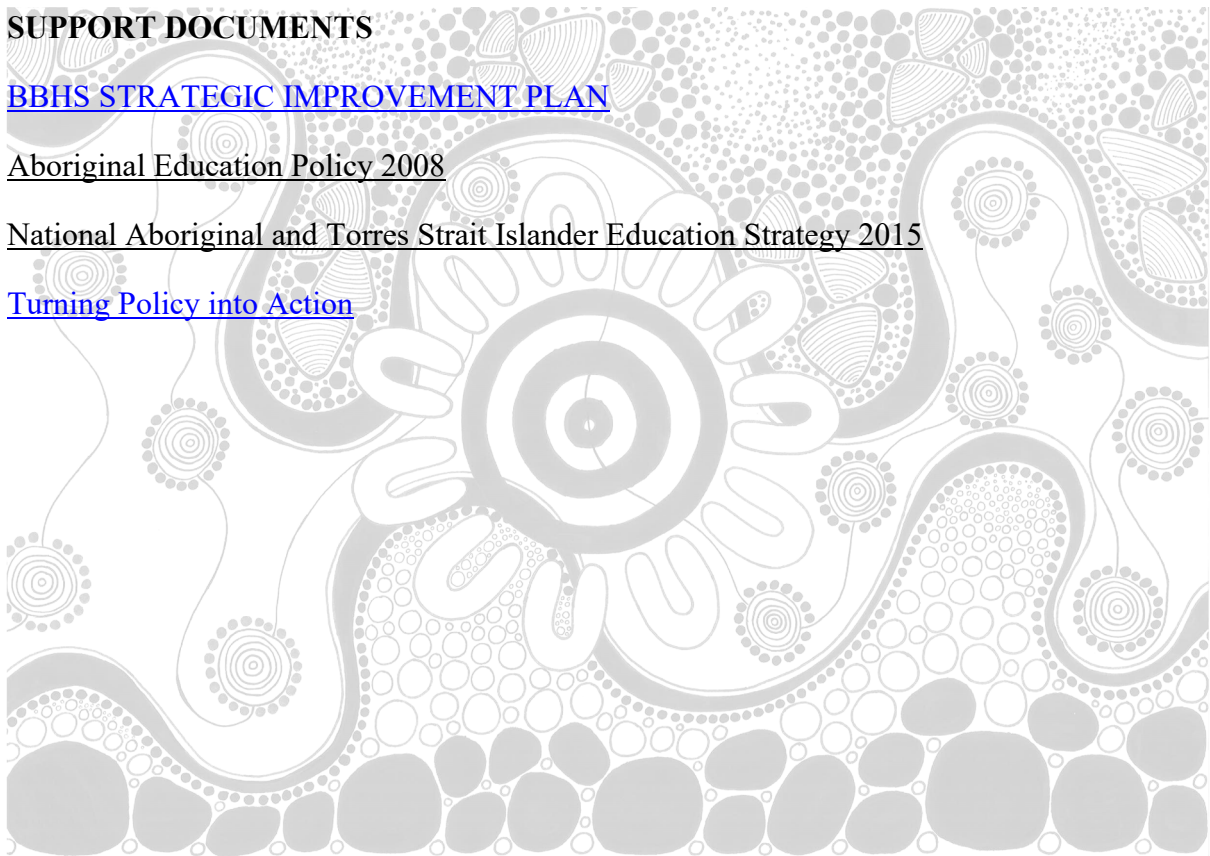 SUPPORT DOCUMENTS
BBHS STRATEGIC IMPROVEMENT PLAN
Aboriginal Education Policy 2008
National Aboriginal and Torres Strait Islander Education Strategy 2015
Turning Policy into Action